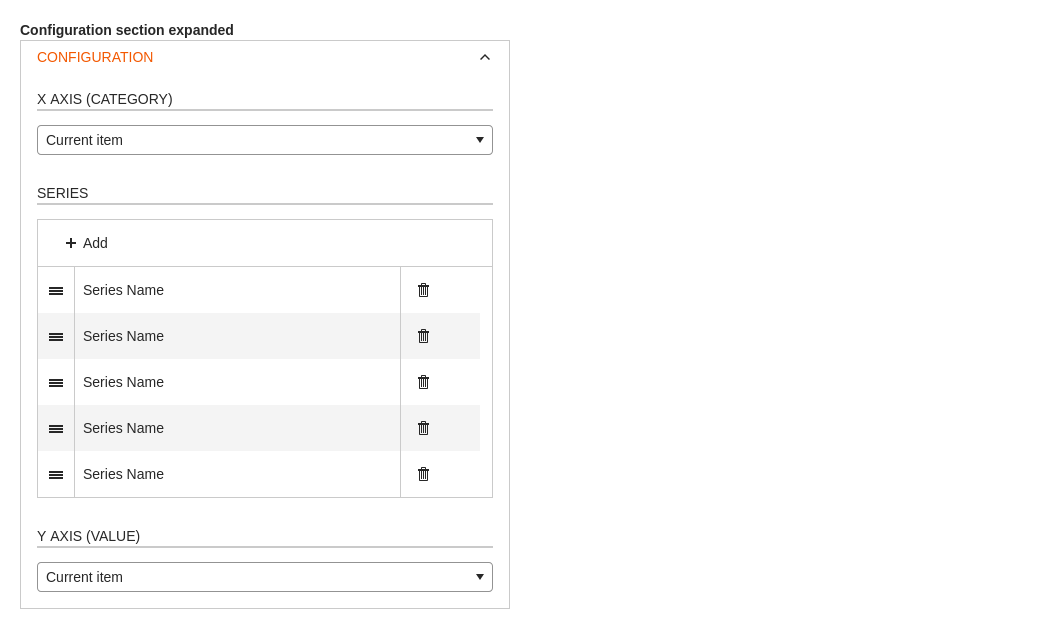 Configuration section expanded
CONFIGURATION
X AXIS (CATEGORY)
Current item
SERIES
Add
Series Name
Series Name
Series Name
Series Name
Series Name
Y AXIS (VALUE)
Current item